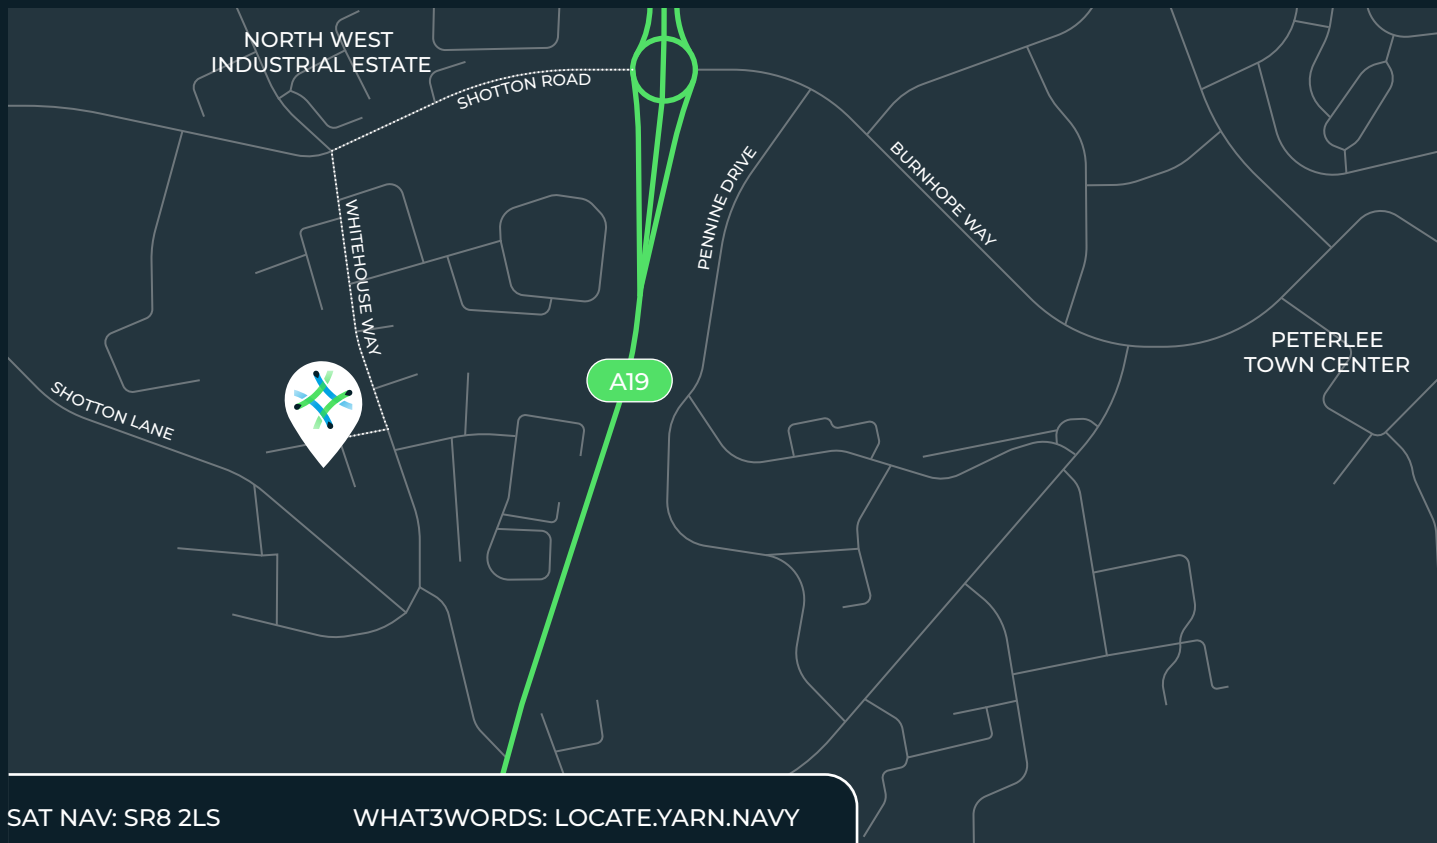 NORTH WEST
INDUSTRIAL ESTATE
SHOTTON ROAD
PENNINE DRIVE
BURNHOPE WAY
WHITEHOUSE WAY
PETERLEE
TOWN CENTER
A19
SHOTTON LANE
SAT NAV: SR8 2LS
WHAT3WORDS: LOCATE.YARN.NAVY